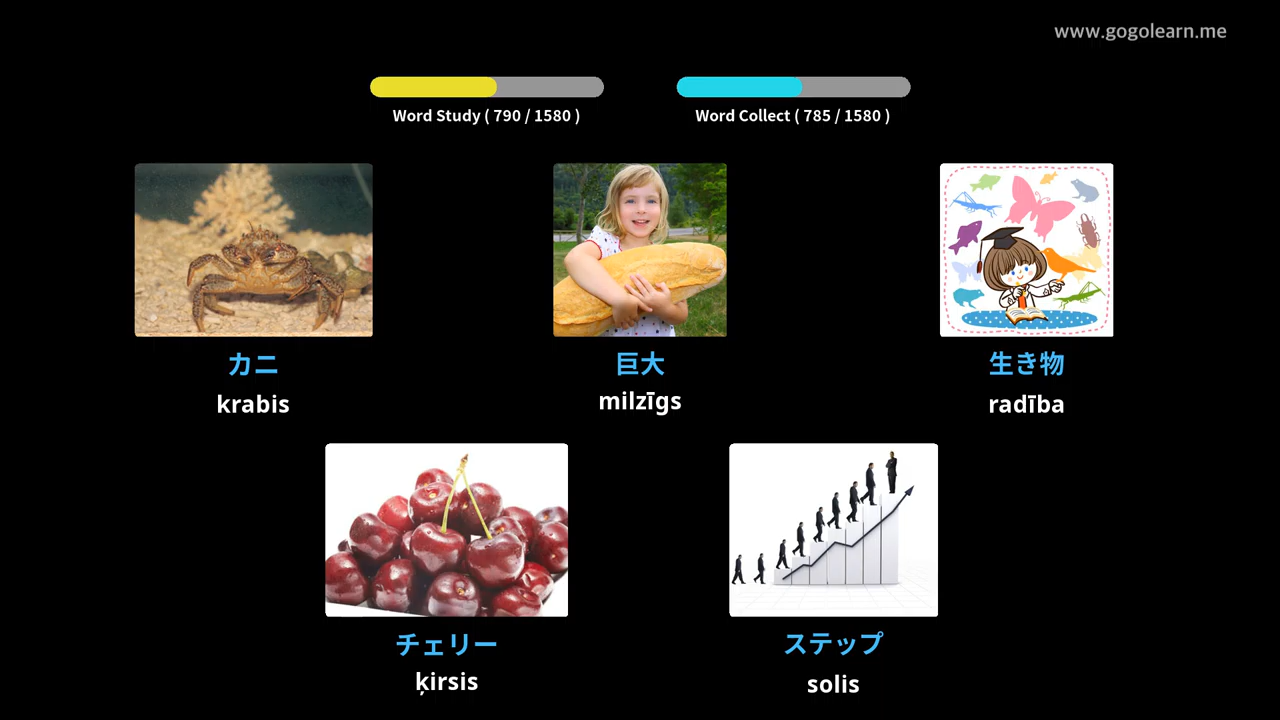 www.gogolearn.me
Word Study ( 790 / 1580 )
Word Collect ( 785 / 1580 )
カニ
krabis
巨大
milzīgs
生き物
radība
チェリー
ķirsis
ステップ
solis